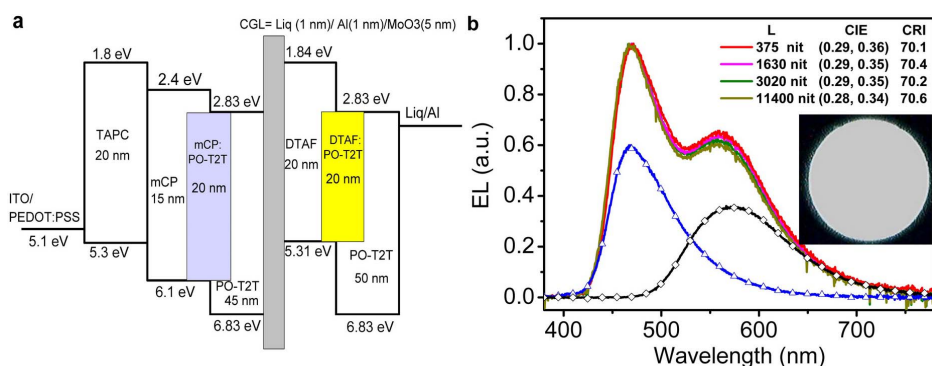 a
CGL= Liq (1 nm)/ Al(1 nm)/MoO3(5 nm)
1.8 eV
2.4 eV
2.83 eV
1.84 eV
2.83 eV
Liq/Al
TAPC
20 nm
mCP
15 nm
mCP:
PO-T2T
20 nm
DTAF
20 nm
DTAF:
PO-T2T
20 nm
ITO/
PEDOT:PSS
5.1 eV
5.3 eV
6.1 eV
PO-T2T
45 nm
6.83 eV
5.31 eV
PO-T2T
50 nm
6.83 eV
b
L CIE CRI
375 nit (0.29, 0.36) 70.1
1630 nit (0.29, 0.35) 70.4
3020 nit (0.29, 0.35) 70.2
11400 nit (0.28, 0.34) 70.6
EL (a.u.)
1.0
0.8
0.6
0.4
0.2
0.0
400 500 600 700
Wavelength (nm)